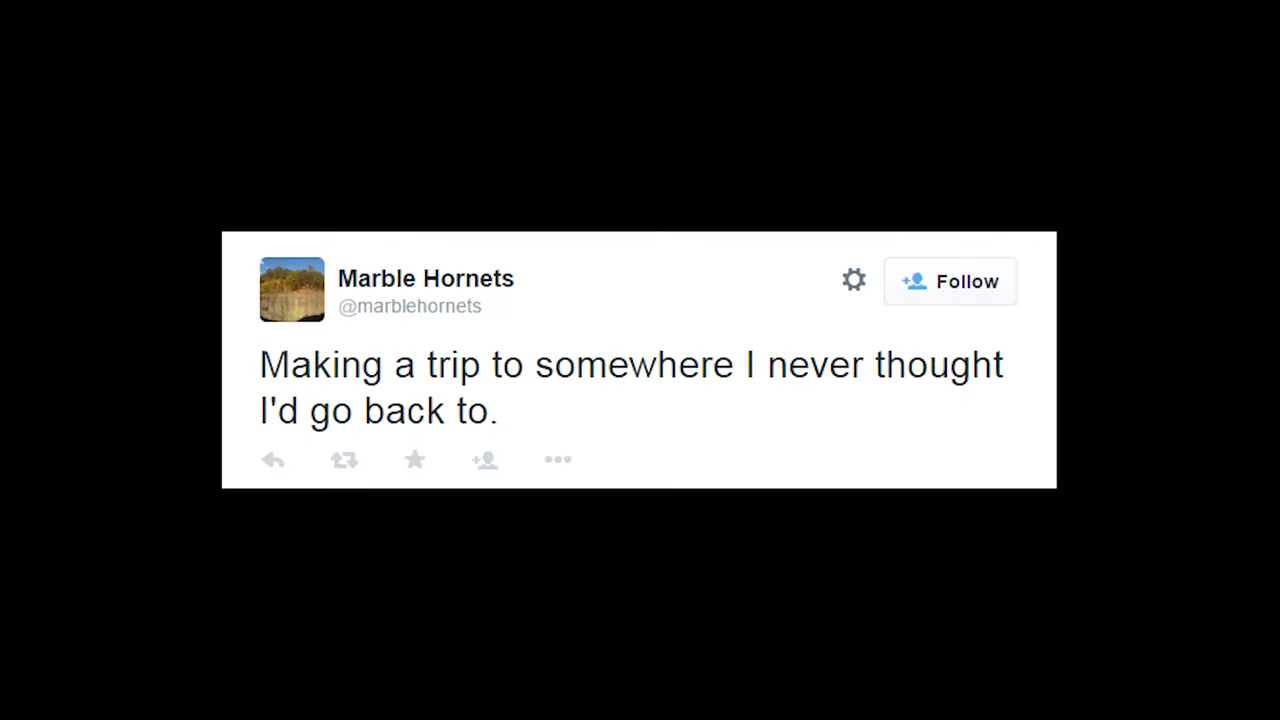 Marble Hornets
@marblehornets
Follow
Making a trip to somewhere I never thought
I'd go back to.